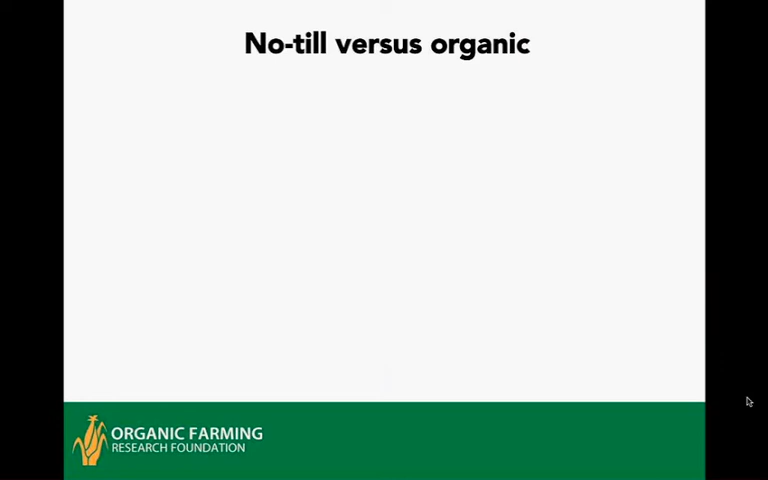 No-till versus organic
ORGANIC FARMING
RESEARCH FOUNDATION